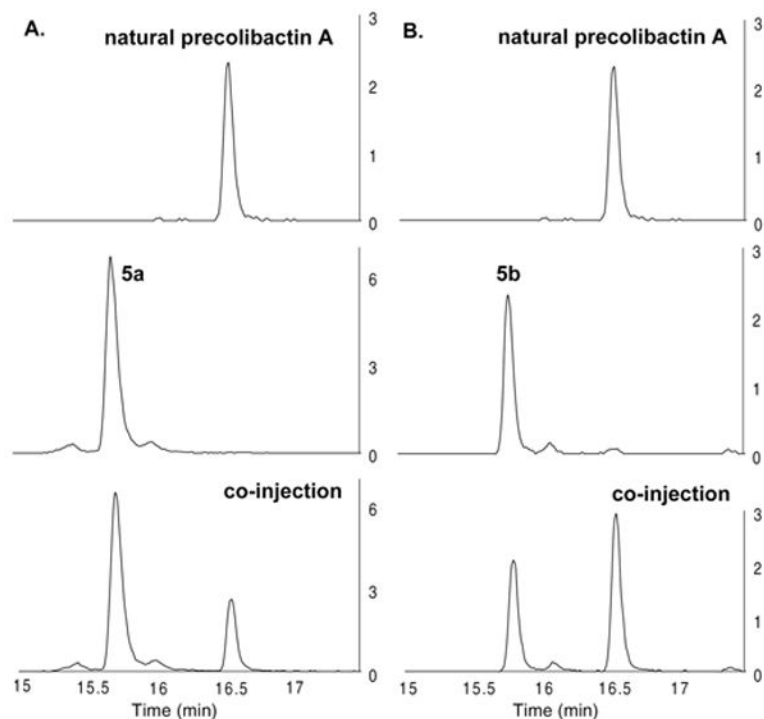 A.
natural precolibactin A
3
2
1
0
5a
6
3
0
co-injection
6
3
0
15 15.5 16 16.5 17
Time (min)
B.
natural precolibactin A
3
2
1
0
5b
3
2
1
0
co-injection
3
2
1
0
15 15.5 16 16.5 17
Time (min)